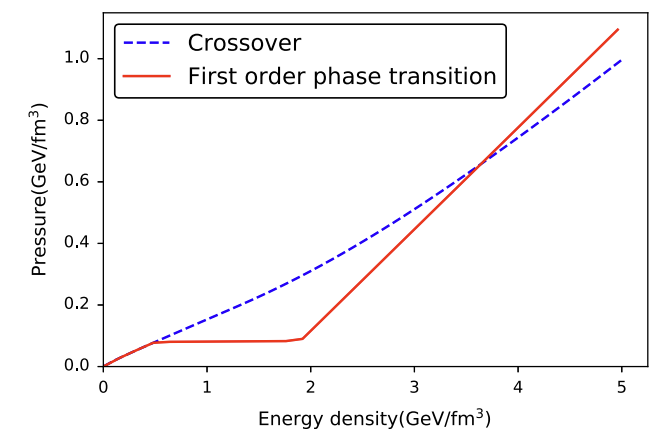 Crossover
First order phase transition
Pressure(GeV/fm³)
1.0
0.8
0.6
0.4
0.2
0.0
0 1 2 3 4 5
Energy density(GeV/fm³)